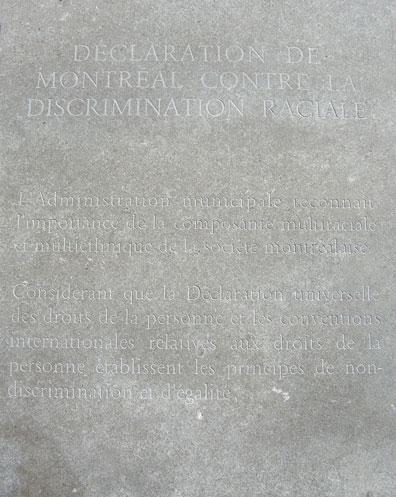 DÉCLARATION DE
MONTRÉAL CONTRE LA
DISCRIMINATION RACIALE
L'Administration municipale reconnaît
l'importance de la composante multiraciale
et multiethnique de la société montréalaise.
Considérant que la Déclaration universelle
des droits de la personne et les conventions
internationales relatives aux droits de la
personne établissent les principes de non-
discrimination et d'égalité,